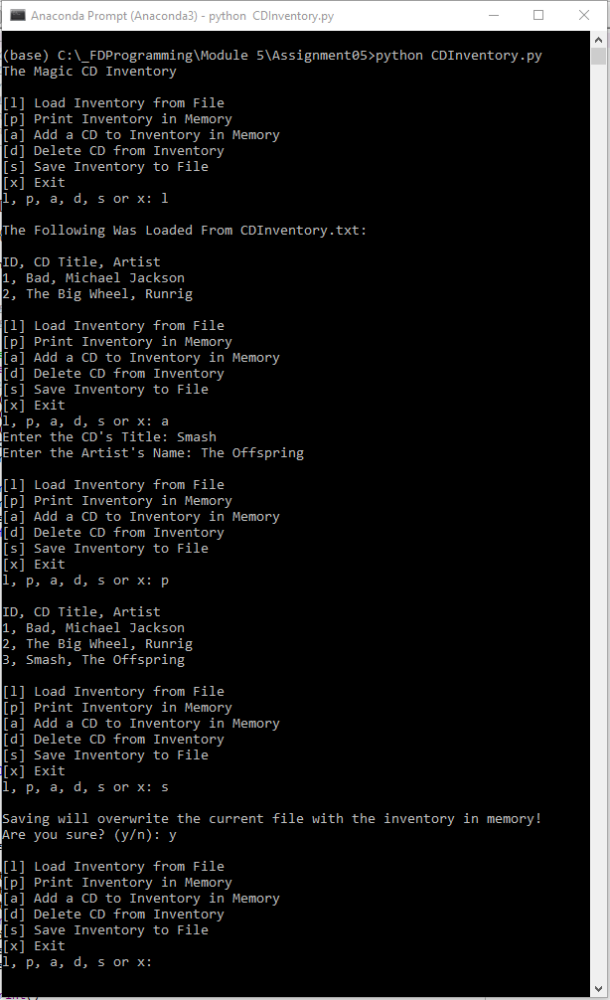 Anaconda Prompt (Anaconda3) - python  CDInventory.py
(base) C:\_FDProgramming\Module 5\Assignment05>python CDInventory.py
The Magic CD Inventory
[l] Load Inventory from File
[p] Print Inventory in Memory
[a] Add a CD to Inventory in Memory
[d] Delete CD from Inventory
[s] Save Inventory to File
[x] Exit
l, p, a, d, s or x: l
The Following Was Loaded From CDInventory.txt:
ID, CD Title, Artist
1, Bad, Michael Jackson
2, The Big Wheel, Runrig
[l] Load Inventory from File
[p] Print Inventory in Memory
[a] Add a CD to Inventory in Memory
[d] Delete CD from Inventory
[s] Save Inventory to File
[x] Exit
l, p, a, d, s or x: a
Enter the CD's Title: Smash
Enter the Artist's Name: The Offspring
[l] Load Inventory from File
[p] Print Inventory in Memory
[a] Add a CD to Inventory in Memory
[d] Delete CD from Inventory
[s] Save Inventory to File
[x] Exit
l, p, a, d, s or x: p
ID, CD Title, Artist
1, Bad, Michael Jackson
2, The Big Wheel, Runrig
3, Smash, The Offspring
[l] Load Inventory from File
[p] Print Inventory in Memory
[a] Add a CD to Inventory in Memory
[d] Delete CD from Inventory
[s] Save Inventory to File
[x] Exit
l, p, a, d, s or x: s
Saving will overwrite the current file with the inventory in memory!
Are you sure? (y/n): y
[l] Load Inventory from File
[p] Print Inventory in Memory
[a] Add a CD to Inventory in Memory
[d] Delete CD from Inventory
[s] Save Inventory to File
[x] Exit
l, p, a, d, s or x: